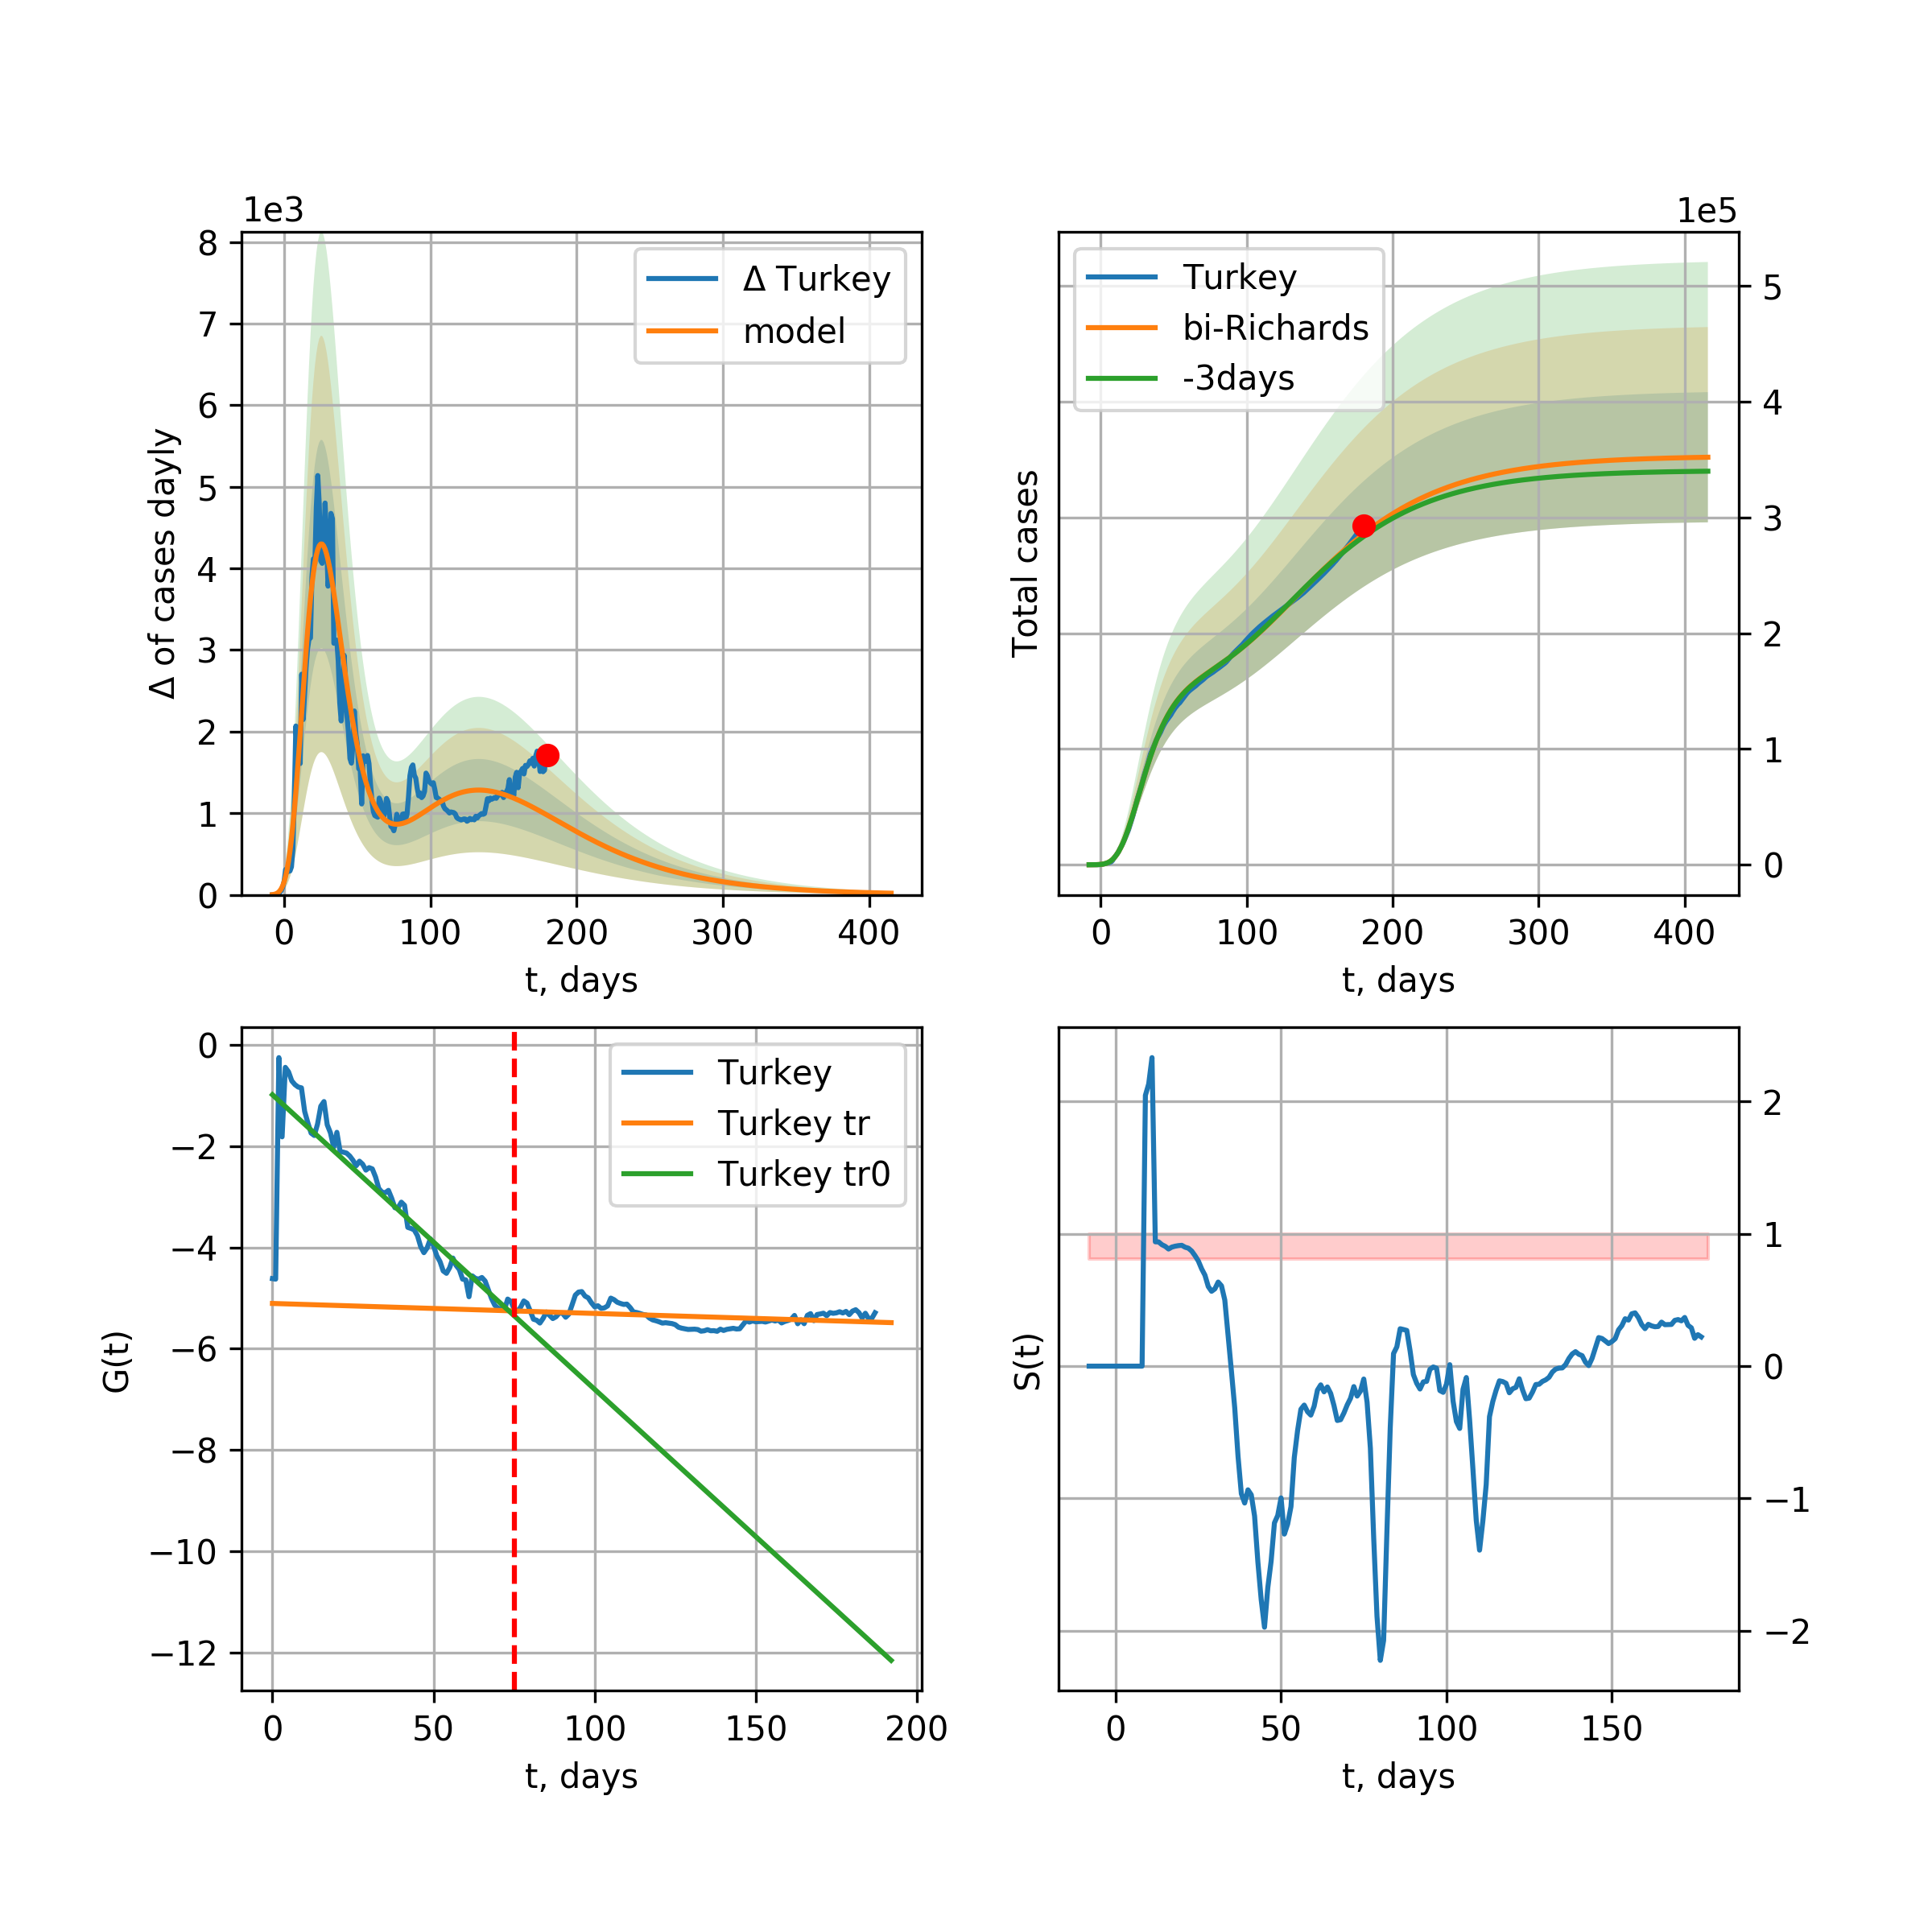 1e3
8
7
6
5
4
3
2
1
0
Δ of cases dayly
0 100 200 300 400
t, days
Δ Turkey
model
1e5
Turkey
bi-Richards
-3days
Total cases
5
4
3
2
1
0
0 100 200 300 400
t, days
0
−2
−4
−6
−8
−10
−12
G(t)
Turkey
Turkey tr
Turkey tr0
0 50 100 150 200
t, days
S(t)
2
1
0
−1
−2
0 50 100 150
t, days